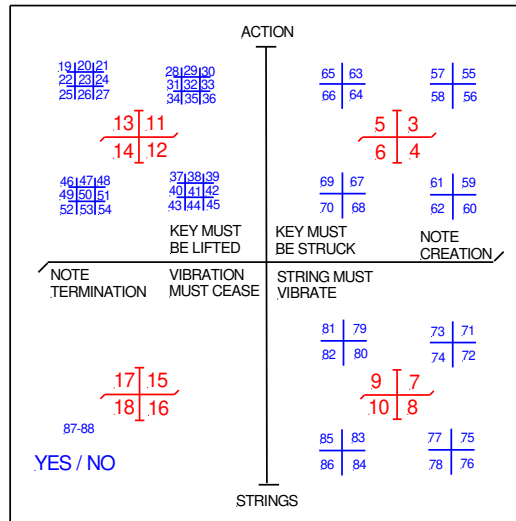 ACTION
19 20 21
22 23 24
25 26 27
28 29 30
31 32 33
34 35 36
65 63
66 64
57 55
58 56
13 11
14 12
5 3
6 4
46 47 48
49 50 51
52 53 54
37 38 39
40 41 42
43 44 45
69 67
70 68
61 59
62 60
KEY MUST
BE LIFTED
KEY MUST
BE STRUCK
NOTE
CREATION
NOTE
TERMINATION
VIBRATION
MUST CEASE
STRING MUST
VIBRATE
81 79
82 80
73 71
74 72
17 15
18 16
9 7
10 8
87-88
YES / NO
85 83
86 84
77 75
78 76
STRINGS